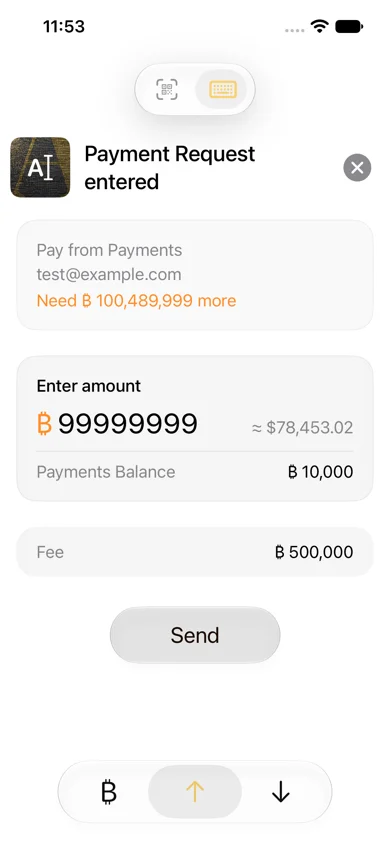 11:53
A
Payment Request
entered
Pay from Payments
test@example.com
Need ₿ 100,489,999 more
Enter amount
₿ 99999999 ≈ $78,453.02
Payments Balance ₿ 10,000
Fee ₿ 500,000
Send
₿ ↑ ↓